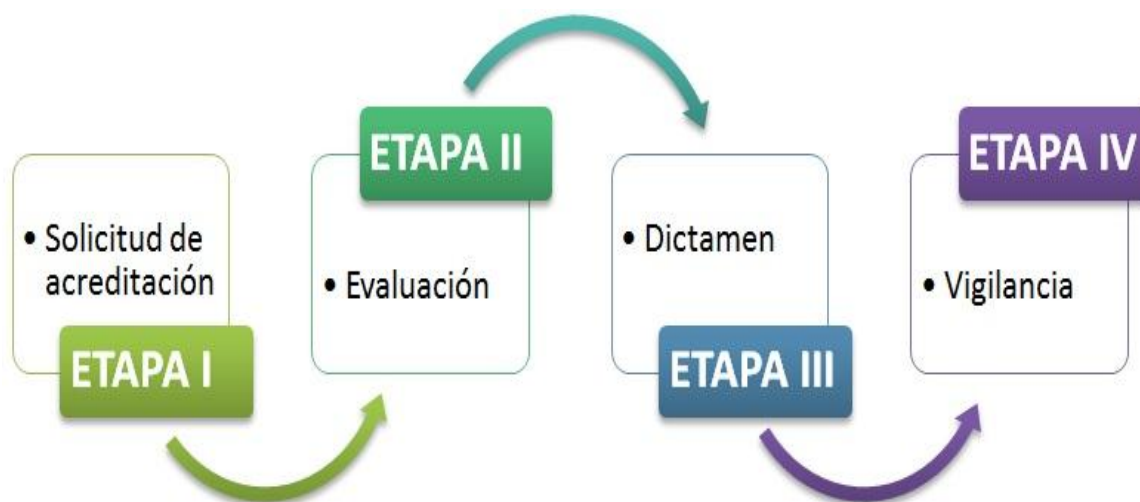 • Solicitud de
acreditación
ETAPA I
ETAPA II
• Evaluación
• Dictamen
ETAPA III
ETAPA IV
• Vigilancia